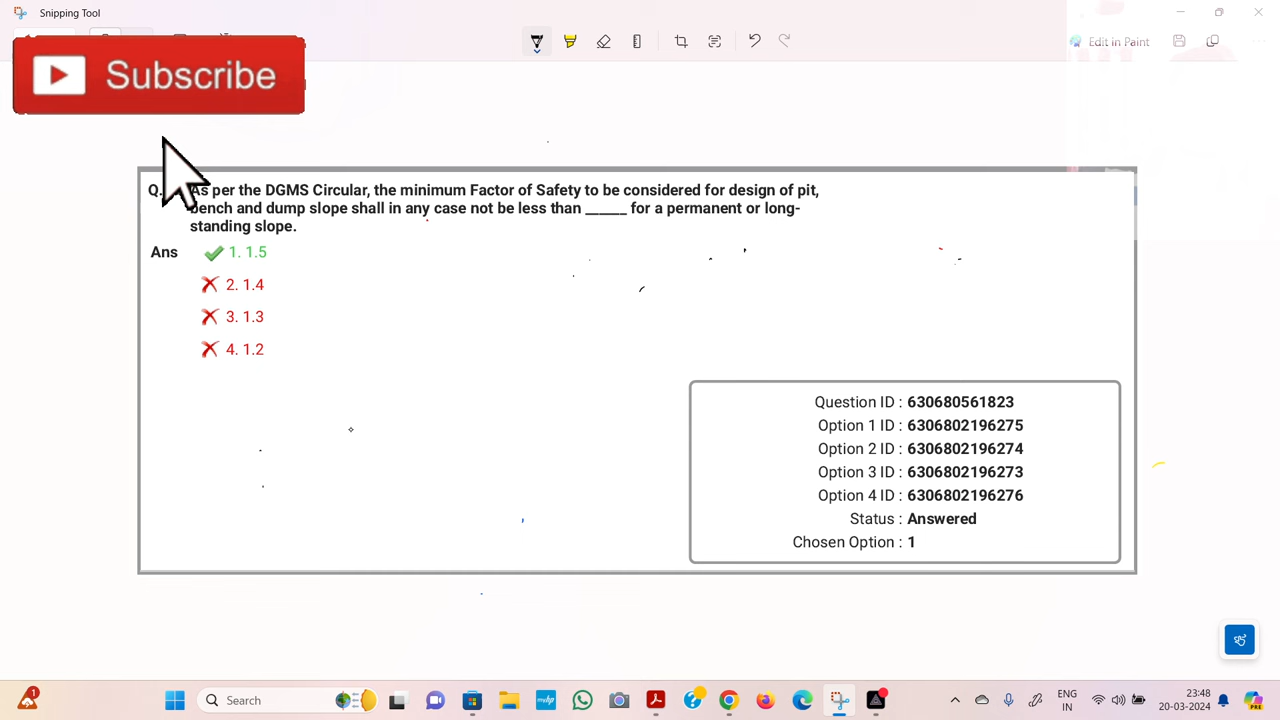 Snipping Tool
Edit in Paint
Subscribe
Q. As per the DGMS Circular, the minimum Factor of Safety to be considered for design of pit,
bench and dump slope shall in any case not be less than ______ for a permanent or long-
standing slope.
Ans 1. 1.5
2. 1.4
3. 1.3
4. 1.2
Question ID : 630680561823
Option 1 ID : 6306802196275
Option 2 ID : 6306802196274
Option 3 ID : 6306802196273
Option 4 ID : 6306802196276
Status : Answered
Chosen Option : 1
1
Search
ENG
IN
23:48
20-03-2024
PRE